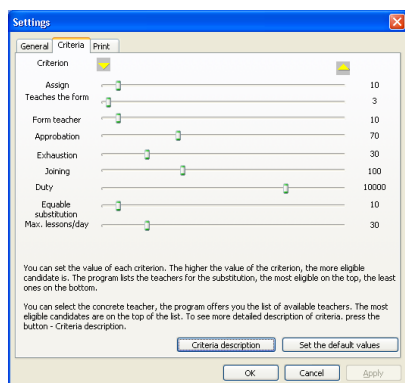 Settings
General Criteria Print
Criterion
Assign 10
Teaches the form 3
Form teacher 10
Approbation 70
Exhaustion 30
Joining 100
Duty 10000
Equable substitution 10
Max. lessons/day 30
You can set the value of each criterion. The higher the value of the criterion, the more eligible
candidate is. The program lists the teachers for the substitution, the most eligible on the top, the least
ones on the bottom.
You can select the concrete teacher, the program offers you the list of available teachers. The most
eligible candidates are on the top of the list. To see more detailed description of criteria. press the
button - Criteria description.
Criteria description Set the default values
OK Cancel Apply